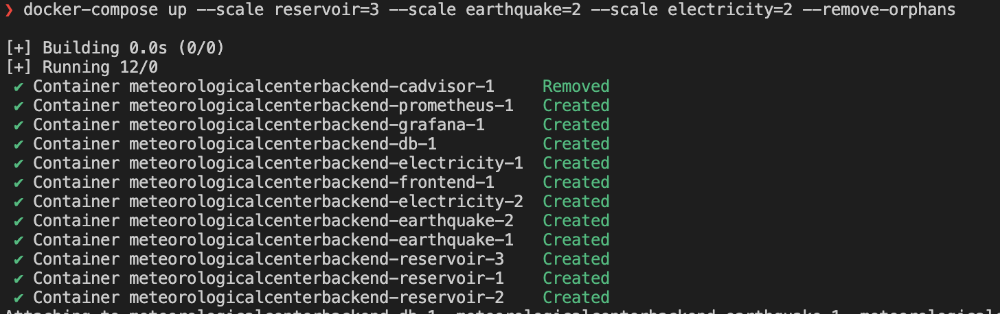 ❯ docker-compose up --scale reservoir=3 --scale earthquake=2 --scale electricity=2 --remove-orphans
[+] Building 0.0s (0/0)
[+] Running 12/0
✔ Container meteorologicalcenterbackend-cadvisor-1 Removed
✔ Container meteorologicalcenterbackend-prometheus-1 Created
✔ Container meteorologicalcenterbackend-grafana-1 Created
✔ Container meteorologicalcenterbackend-db-1 Created
✔ Container meteorologicalcenterbackend-electricity-1 Created
✔ Container meteorologicalcenterbackend-frontend-1 Created
✔ Container meteorologicalcenterbackend-electricity-2 Created
✔ Container meteorologicalcenterbackend-earthquake-2 Created
✔ Container meteorologicalcenterbackend-earthquake-1 Created
✔ Container meteorologicalcenterbackend-reservoir-3 Created
✔ Container meteorologicalcenterbackend-reservoir-1 Created
✔ Container meteorologicalcenterbackend-reservoir-2 Created
Attaching to meteorologicalcenterbackend-db-1, meteorologicalcenterbackend-earthquake-1,